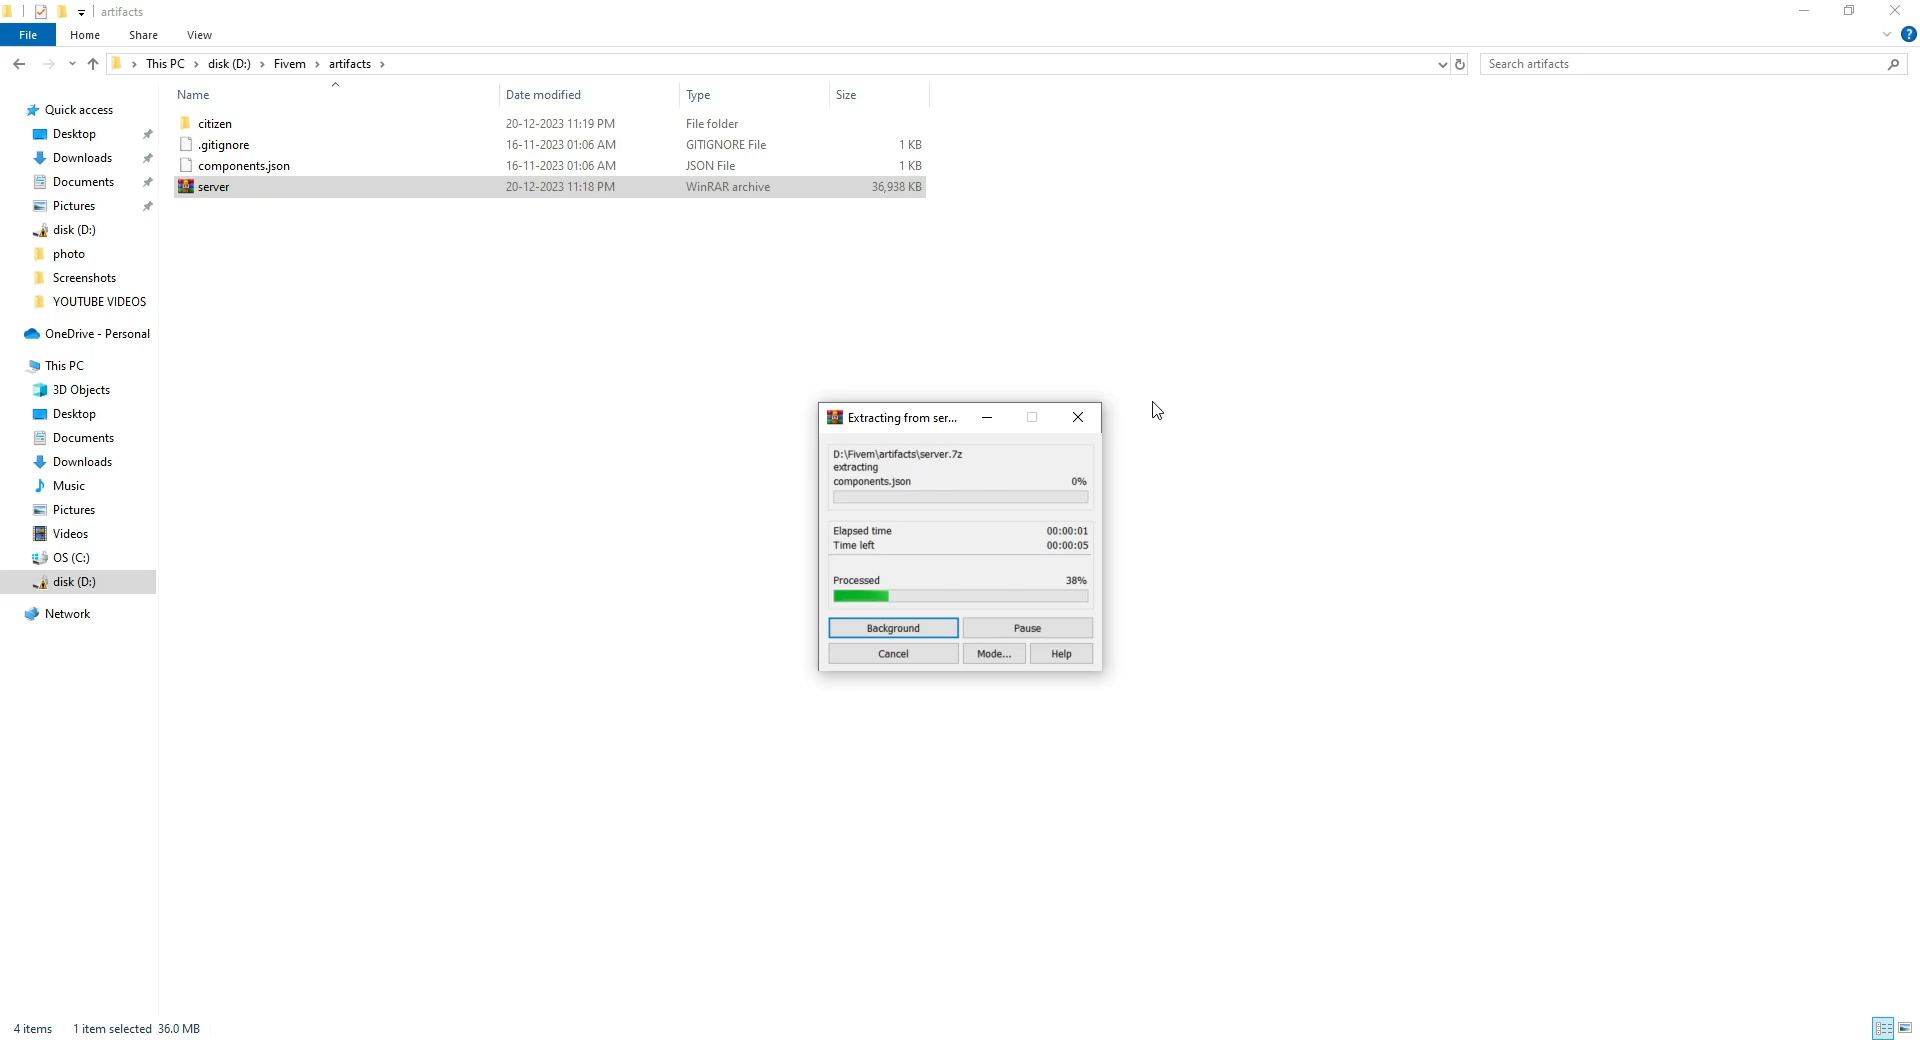 artifacts
File Home Share View
This PC disk (D:) Fivem artifacts
Search artifacts
Name Date modified Type Size
citizen 20-12-2023 11:19 PM File folder
.gitignore 16-11-2023 01:06 AM GITIGNORE File 1 KB
components.json 16-11-2023 01:06 AM JSON File 1 KB
server 20-12-2023 11:18 PM WinRAR archive 36,938 KB
Quick access
Desktop
Downloads
Documents
Pictures
disk (D:)
photo
Screenshots
YOUTUBE VIDEOS
OneDrive - Personal
This PC
3D Objects
Desktop
Documents
Downloads
Music
Pictures
Videos
OS (C:)
disk (D:)
Network
Extracting from ser...
D:\Fivem\artifacts\server.7z
extracting
components.json 0%
Elapsed time 00:00:01
Time left 00:00:05
Processed 38%
Background Pause
Cancel Mode... Help
4 items 1 item selected 36.0 MB